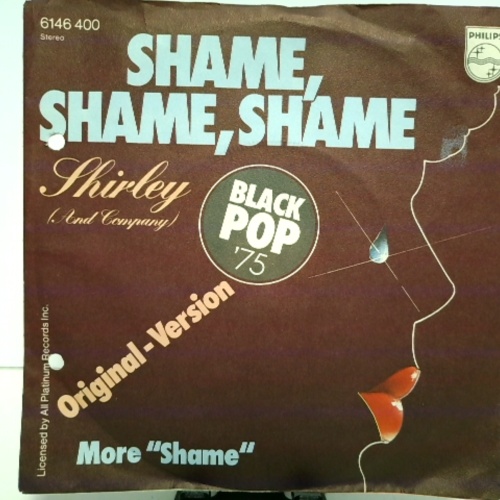 6146 400
Stereo
PHILIPS
SHAME,
SHAME, SHAME
Shirley
(And Company)
BLACK
POP
'75
Original-Version
More "Shame"
Licensed by All Platinum Records Inc.